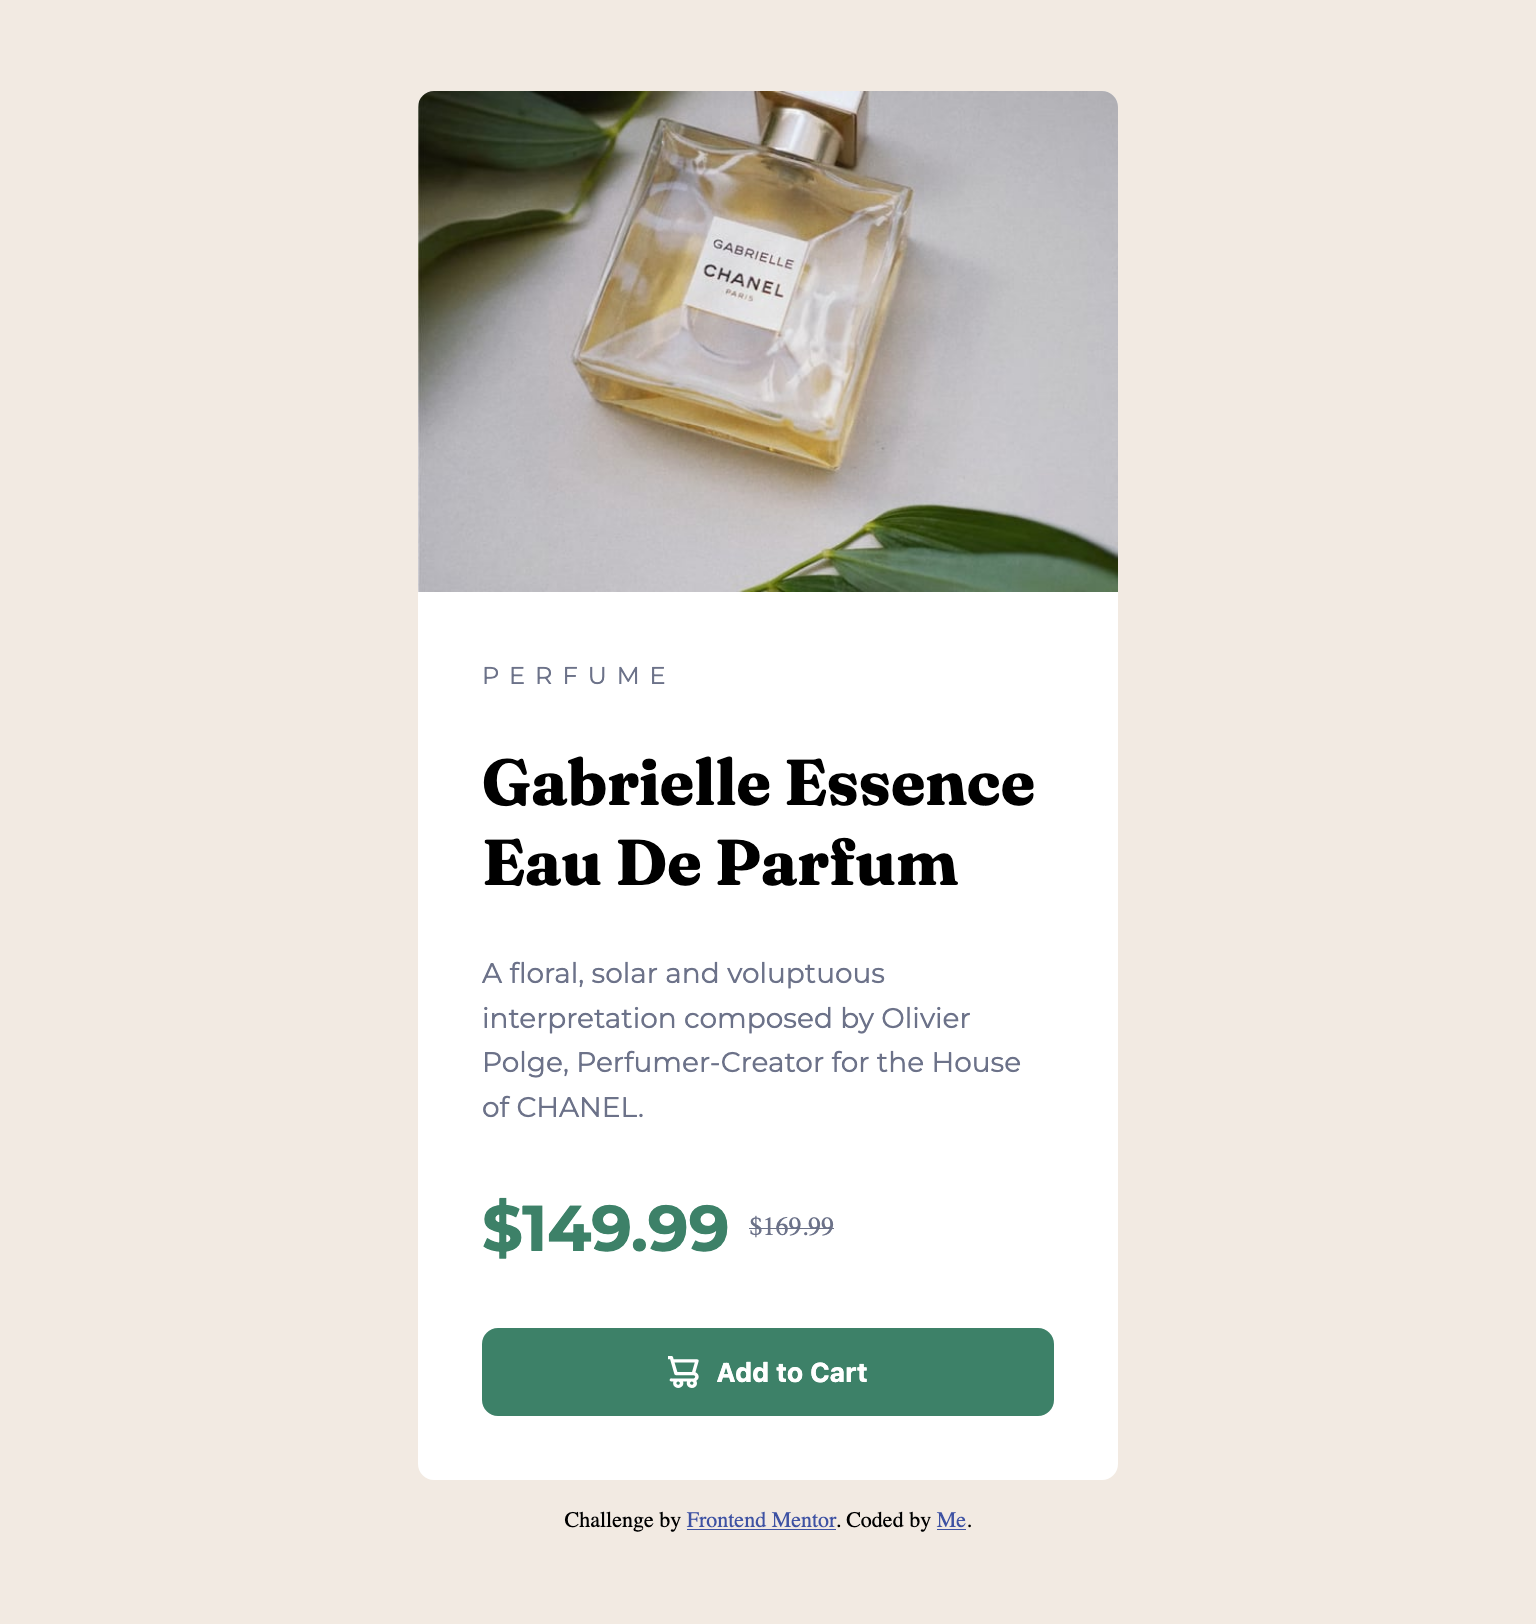 GABRIELLE
CHANEL
PARIS
PERFUME
Gabrielle Essence
Eau De Parfum
A floral, solar and voluptuous
interpretation composed by Olivier
Polge, Perfumer-Creator for the House
of CHANEL.
$149.99 $169.99
Add to Cart
Challenge by Frontend Mentor. Coded by Me.